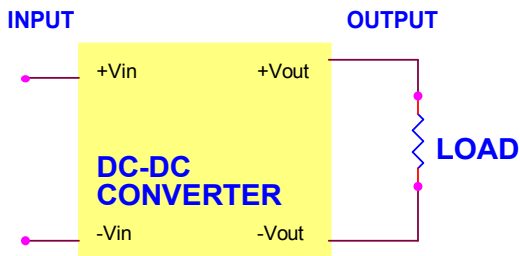 INPUT
OUTPUT
+Vin
+Vout
DC-DC
CONVERTER
LOAD
-Vin
-Vout